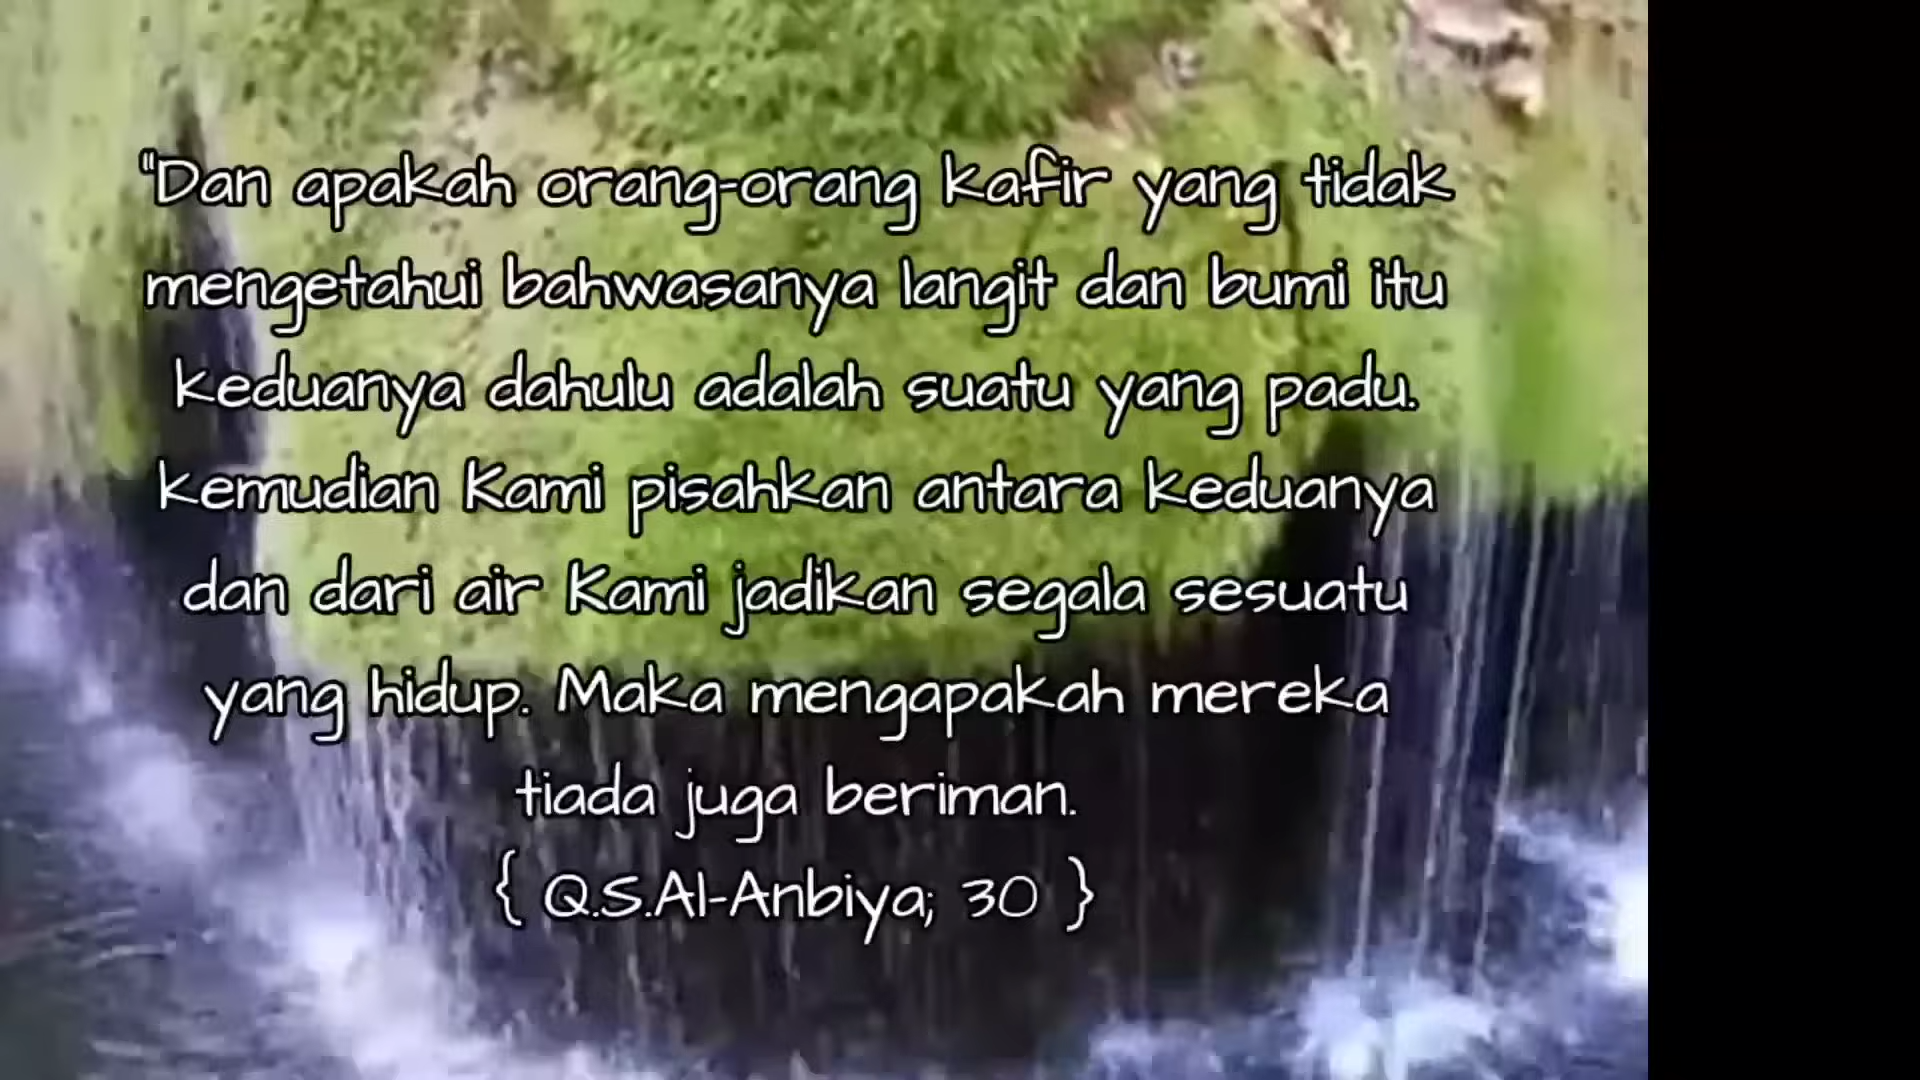 "Dan apakah orang-orang kafir yang tidak
mengetahui bahwasanya langit dan bumi itu
keduanya dahulu adalah suatu yang padu.
kemudian Kami pisahkan antara keduanya
dan dari air Kami jadikan segala sesuatu
yang hidup. Maka mengapakah mereka
tiada juga beriman.
{ Q.S.Al-Anbiya; 30 }